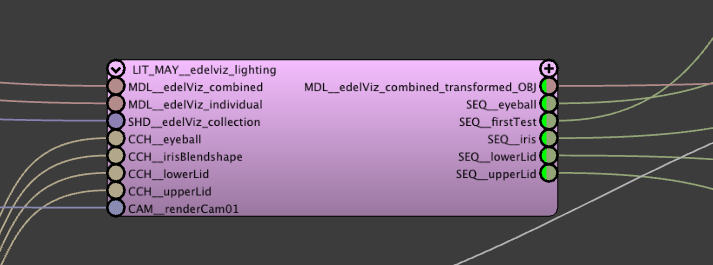 LIT_MAY__edelviz_lighting
MDL__edelViz_combined
MDL__edelViz_individual
SHD__edelViz_collection
CCH__eyeball
CCH__irisBlendshape
CCH__lowerLid
CCH__upperLid
CAM__renderCam01
MDL__edelViz_combined_transformed_OBJ
SEQ__eyeball
SEQ__firstTest
SEQ__iris
SEQ__lowerLid
SEQ__upperLid